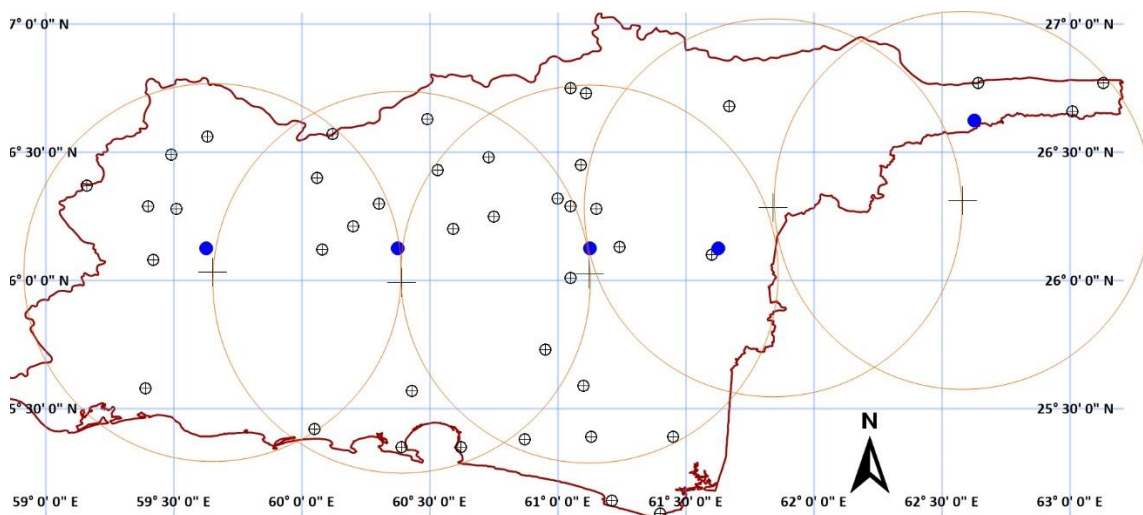 7° 0' 0" N
27° 0' 0" N
6° 30' 0" N
26° 30' 0" N
6° 0' 0" N
26° 0' 0" N
5° 30' 0" N
25° 30' 0" N
N
59° 0' 0" E
59° 30' 0" E
60° 0' 0" E
60° 30' 0" E
61° 0' 0" E
61° 30' 0" E
62° 0' 0" E
62° 30' 0" E
63° 0' 0" E